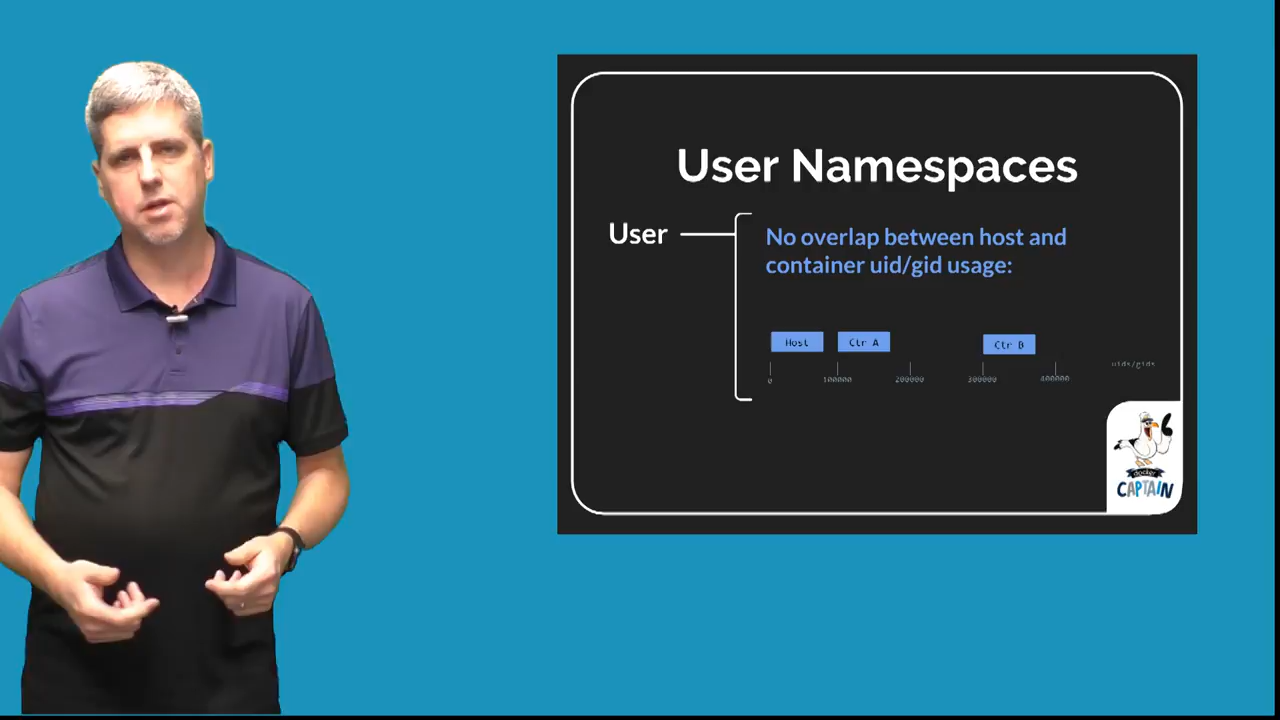 User Namespaces
User
No overlap between host and
container uid/gid usage:
Host
Ctr A
Ctr B
0
100000
200000
300000
400000
uids/gids
docker
CAPTAIN